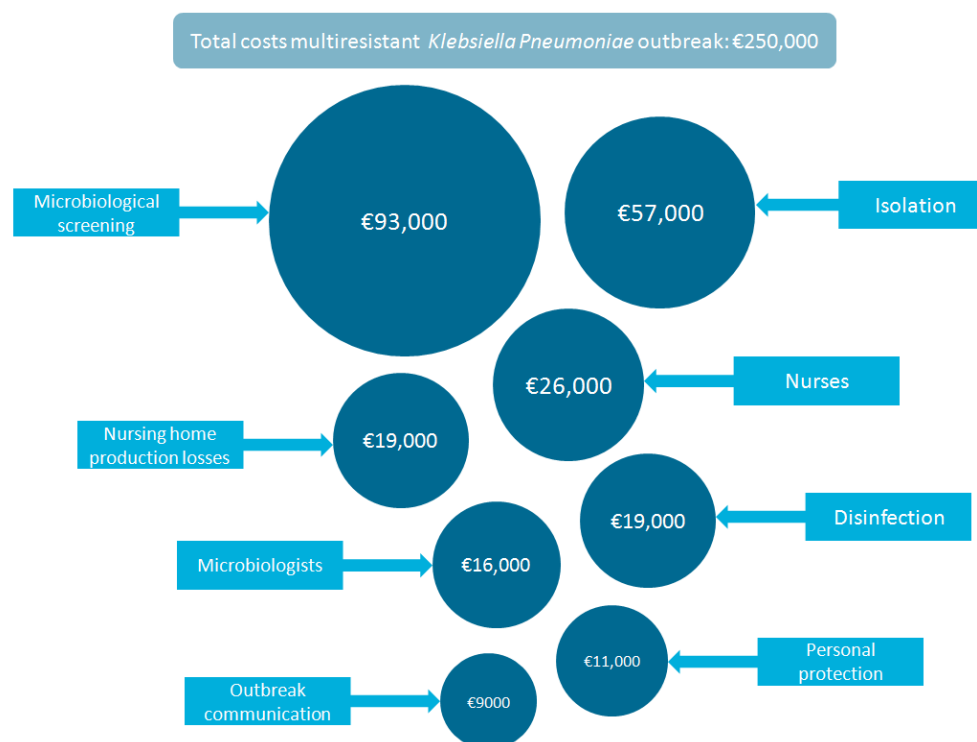 Total costs multiresistant Klebsiella Pneumoniae outbreak: €250,000
Microbiological
screening
€93,000
€57,000
Isolation
€26,000
Nurses
Nursing home
production losses
€19,000
€19,000
Disinfection
Microbiologists
€16,000
€11,000
Personal
protection
Outbreak
communication
€9000